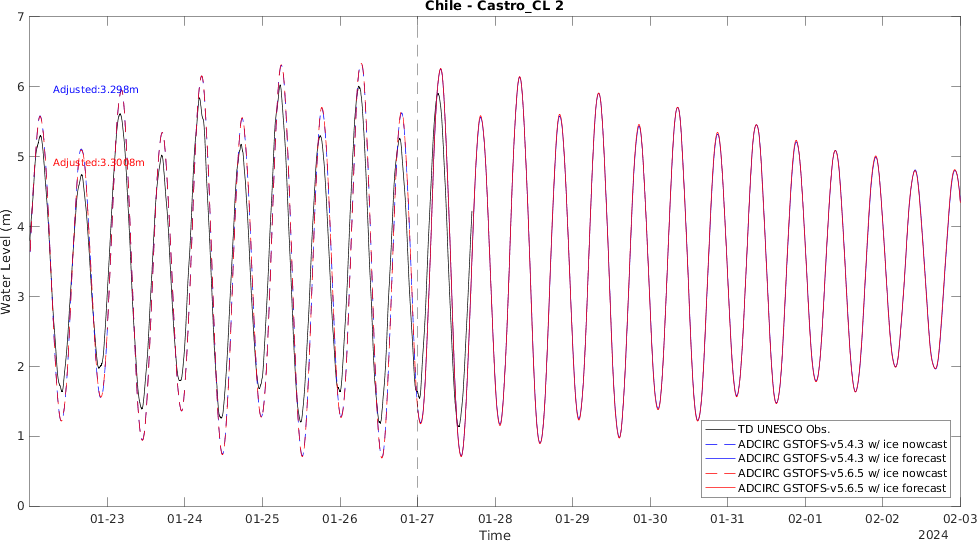 Chile - Castro_CL 2
7
6
5
4
3
2
1
0
Water Level (m)
Adjusted:3.298m
Adjusted:3.3008m
TD UNESCO Obs.
ADCIRC GSTOFS-v5.4.3 w/ ice nowcast
ADCIRC GSTOFS-v5.4.3 w/ ice forecast
ADCIRC GSTOFS-v5.6.5 w/ ice nowcast
ADCIRC GSTOFS-v5.6.5 w/ ice forecast
01-23 01-24 01-25 01-26 01-27 01-28 01-29 01-30 01-31 02-01 02-02 02-03
Time
2024